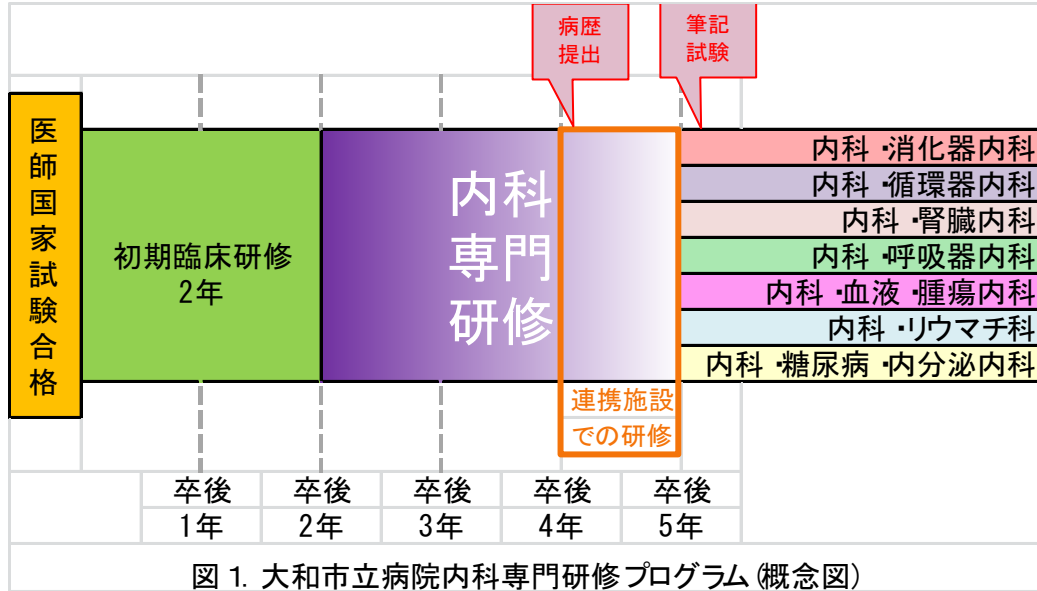 病歴
提出
筆記
試験
医師国家試験合格
初期臨床研修
2年
内科
専門
研修
内科・消化器内科
内科・循環器内科
内科・腎臓内科
内科・呼吸器内科
内科・血液・腫瘍内科
内科・リウマチ科
内科・糖尿病・内分泌内科
連携施設
での研修
卒後 卒後 卒後 卒後 卒後
1年 2年 3年 4年 5年
図 1. 大和市立病院内科専門研修プログラム(概念図)